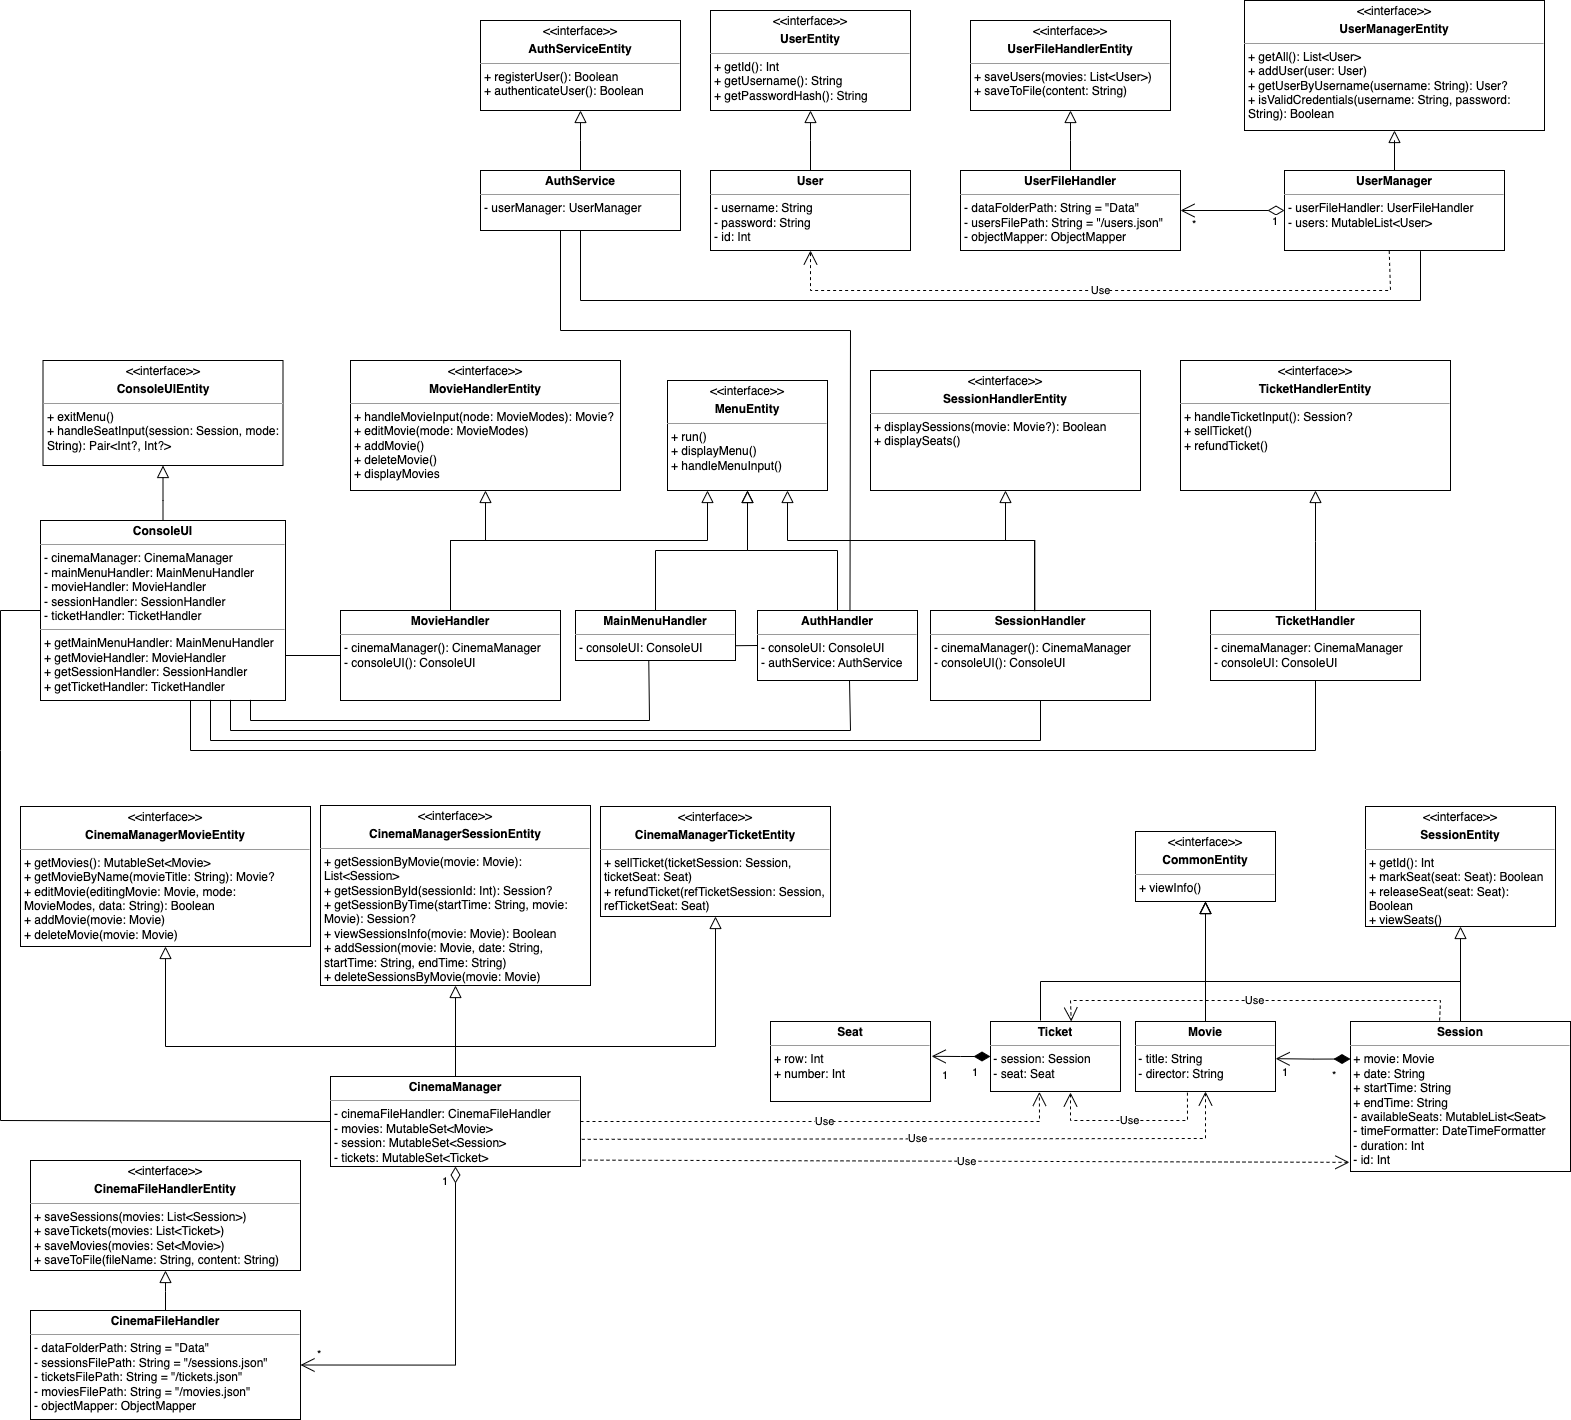 <<interface>>
AuthServiceEntity
+ registerUser(): Boolean
+ authenticateUser(): Boolean
<<interface>>
UserEntity
+ getId(): Int
+ getUsername(): String
+ getPasswordHash(): String
<<interface>>
UserFileHandlerEntity
+ saveUsers(movies: List<User>)
+ saveToFile(content: String)
<<interface>>
UserManagerEntity
+ getAll(): List<User>
+ addUser(user: User)
+ getUserByUsername(username: String): User?
+ isValidCredentials(username: String, password:
String): Boolean
AuthService
- userManager: UserManager
User
- username: String
- password: String
- id: Int
UserFileHandler
- dataFolderPath: String = "Data"
- usersFilePath: String = "/users.json"
- objectMapper: ObjectMapper
*
1
UserManager
- userFileHandler: UserFileHandler
- users: MutableList<User>
Use
<<interface>>
ConsoleUIEntity
+ exitMenu()
+ handleSeatInput(session: Session, mode:
String): Pair<Int?, Int?>
<<interface>>
MovieHandlerEntity
+ handleMovieInput(node: MovieModes): Movie?
+ editMovie(mode: MovieModes)
+ addMovie()
+ deleteMovie()
+ displayMovies
<<interface>>
MenuEntity
+ run()
+ displayMenu()
+ handleMenuInput()
<<interface>>
SessionHandlerEntity
+ displaySessions(movie: Movie?): Boolean
+ displaySeats()
<<interface>>
TicketHandlerEntity
+ handleTicketInput(): Session?
+ sellTicket()
+ refundTicket()
ConsoleUI
- cinemaManager: CinemaManager
- mainMenuHandler: MainMenuHandler
- movieHandler: MovieHandler
- sessionHandler: SessionHandler
- ticketHandler: TicketHandler
+ getMainMenuHandler: MainMenuHandler
+ getMovieHandler: MovieHandler
+ getSessionHandler: SessionHandler
+ getTicketHandler: TicketHandler
MovieHandler
- cinemaManager(): CinemaManager
- consoleUI(): ConsoleUI
MainMenuHandler
- consoleUI: ConsoleUI
AuthHandler
- consoleUI: ConsoleUI
- authService: AuthService
SessionHandler
- cinemaManager(): CinemaManager
- consoleUI(): ConsoleUI
TicketHandler
- cinemaManager: CinemaManager
- consoleUI: ConsoleUI
<<interface>>
CinemaManagerMovieEntity
+ getMovies(): MutableSet<Movie>
+ getMovieByName(movieTitle: String): Movie?
+ editMovie(editingMovie: Movie, mode:
MovieModes, data: String): Boolean
+ addMovie(movie: Movie)
+ deleteMovie(movie: Movie)
<<interface>>
CinemaManagerSessionEntity
+ getSessionByMovie(movie: Movie):
List<Session>
+ getSessionById(sessionId: Int): Session?
+ getSessionByTime(startTime: String, movie:
Movie): Session?
+ viewSessionsInfo(movie: Movie): Boolean
+ addSession(movie: Movie, date: String,
startTime: String, endTime: String)
+ deleteSessionsByMovie(movie: Movie)
<<interface>>
CinemaManagerTicketEntity
+ sellTicket(ticketSession: Session,
ticketSeat: Seat)
+ refundTicket(refTicketSession: Session,
refTicketSeat: Seat)
<<interface>>
CommonEntity
+ viewInfo()
<<interface>>
SessionEntity
+ getId(): Int
+ markSeat(seat: Seat): Boolean
+ releaseSeat(seat: Seat):
Boolean
+ viewSeats()
Use
Seat
+ row: Int
+ number: Int
1
1
Ticket
- session: Session
- seat: Seat
Movie
- title: String
- director: String
1
*
Session
+ movie: Movie
+ date: String
+ startTime: String
+ endTime: String
- availableSeats: MutableList<Seat>
- timeFormatter: DateTimeFormatter
- duration: Int
- id: Int
CinemaManager
- cinemaFileHandler: CinemaFileHandler
- movies: MutableSet<Movie>
- session: MutableSet<Session>
- tickets: MutableSet<Ticket>
Use
Use
Use
Use
1
<<interface>>
CinemaFileHandlerEntity
+ saveSessions(movies: List<Session>)
+ saveTickets(movies: List<Ticket>)
+ saveMovies(movies: Set<Movie>)
+ saveToFile(fileName: String, content: String)
CinemaFileHandler
- dataFolderPath: String = "Data"
- sessionsFilePath: String = "/sessions.json"
- ticketsFilePath: String = "/tickets.json"
- moviesFilePath: String = "/movies.json"
- objectMapper: ObjectMapper
*